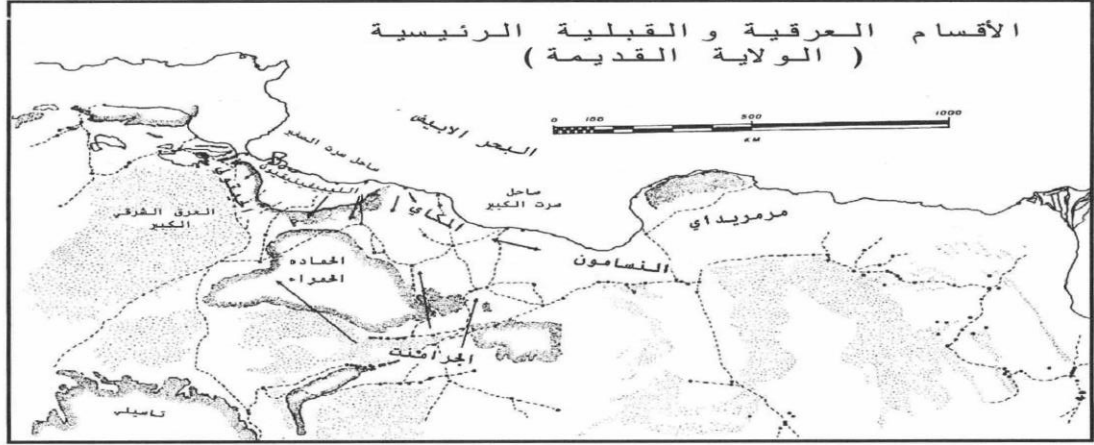 الأقسام العرقية و القبلية الرئيسية
( الولاية القديمة )
0 100 500 1000
KM
البحر الابيض
ساحل سرت الصغير
ساحل
سرت الكبير
المكاي
مرمريداي
النسامون
العرق الشرقي
الكبير
الحماده
الحمراء
الجرامنت
تاسيلي